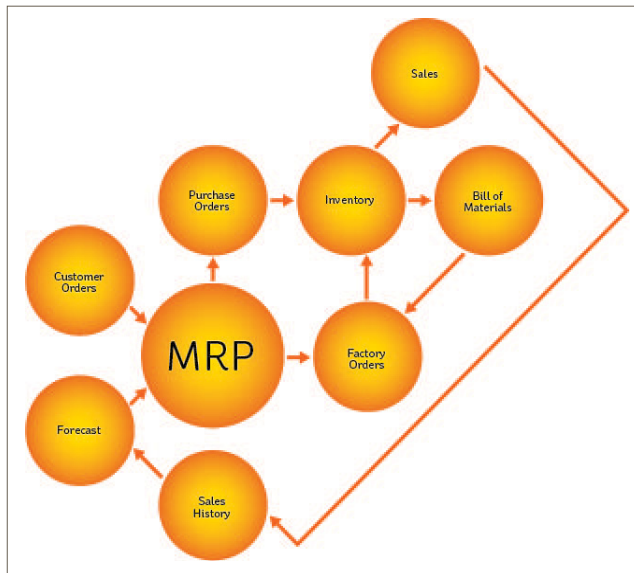 Sales
Purchase
Orders
Inventory
Bill of
Materials
Customer
Orders
MRP
Factory
Orders
Forecast
Sales
History